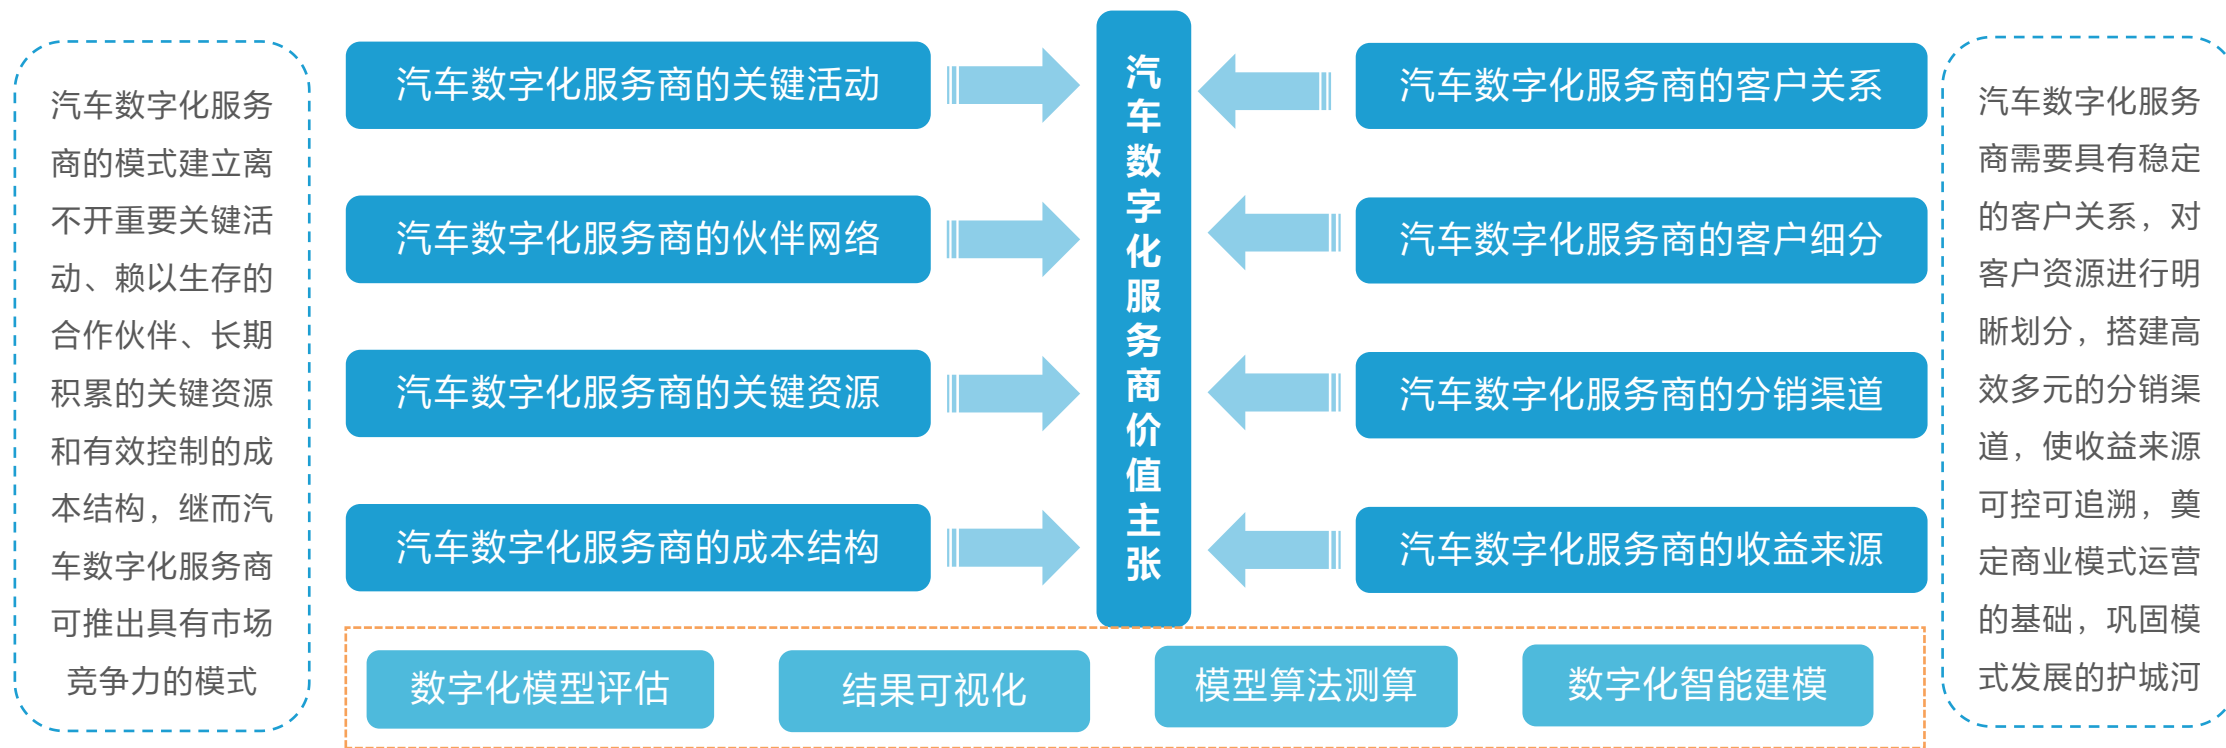 汽车数字化服务
商的模式建立离
不开重要关键活
动、赖以生存的
合作伙伴、长期
积累的关键资源
和有效控制的成
本结构，继而汽
车数字化服务商
可推出具有市场
竞争力的模式
汽车数字化服务商的关键活动
汽车数字化服务商的伙伴网络
汽车数字化服务商的关键资源
汽车数字化服务商的成本结构
汽车数字化服务商价值主张
汽车数字化服务商的客户关系
汽车数字化服务商的客户细分
汽车数字化服务商的分销渠道
汽车数字化服务商的收益来源
汽车数字化服务
商需要具有稳定
的客户关系，对
客户资源进行明
晰划分，搭建高
效多元的分销渠
道，使收益来源
可控可追溯，奠
定商业模式运营
的基础，巩固模
式发展的护城河
数字化模型评估
结果可视化
模型算法测算
数字化智能建模